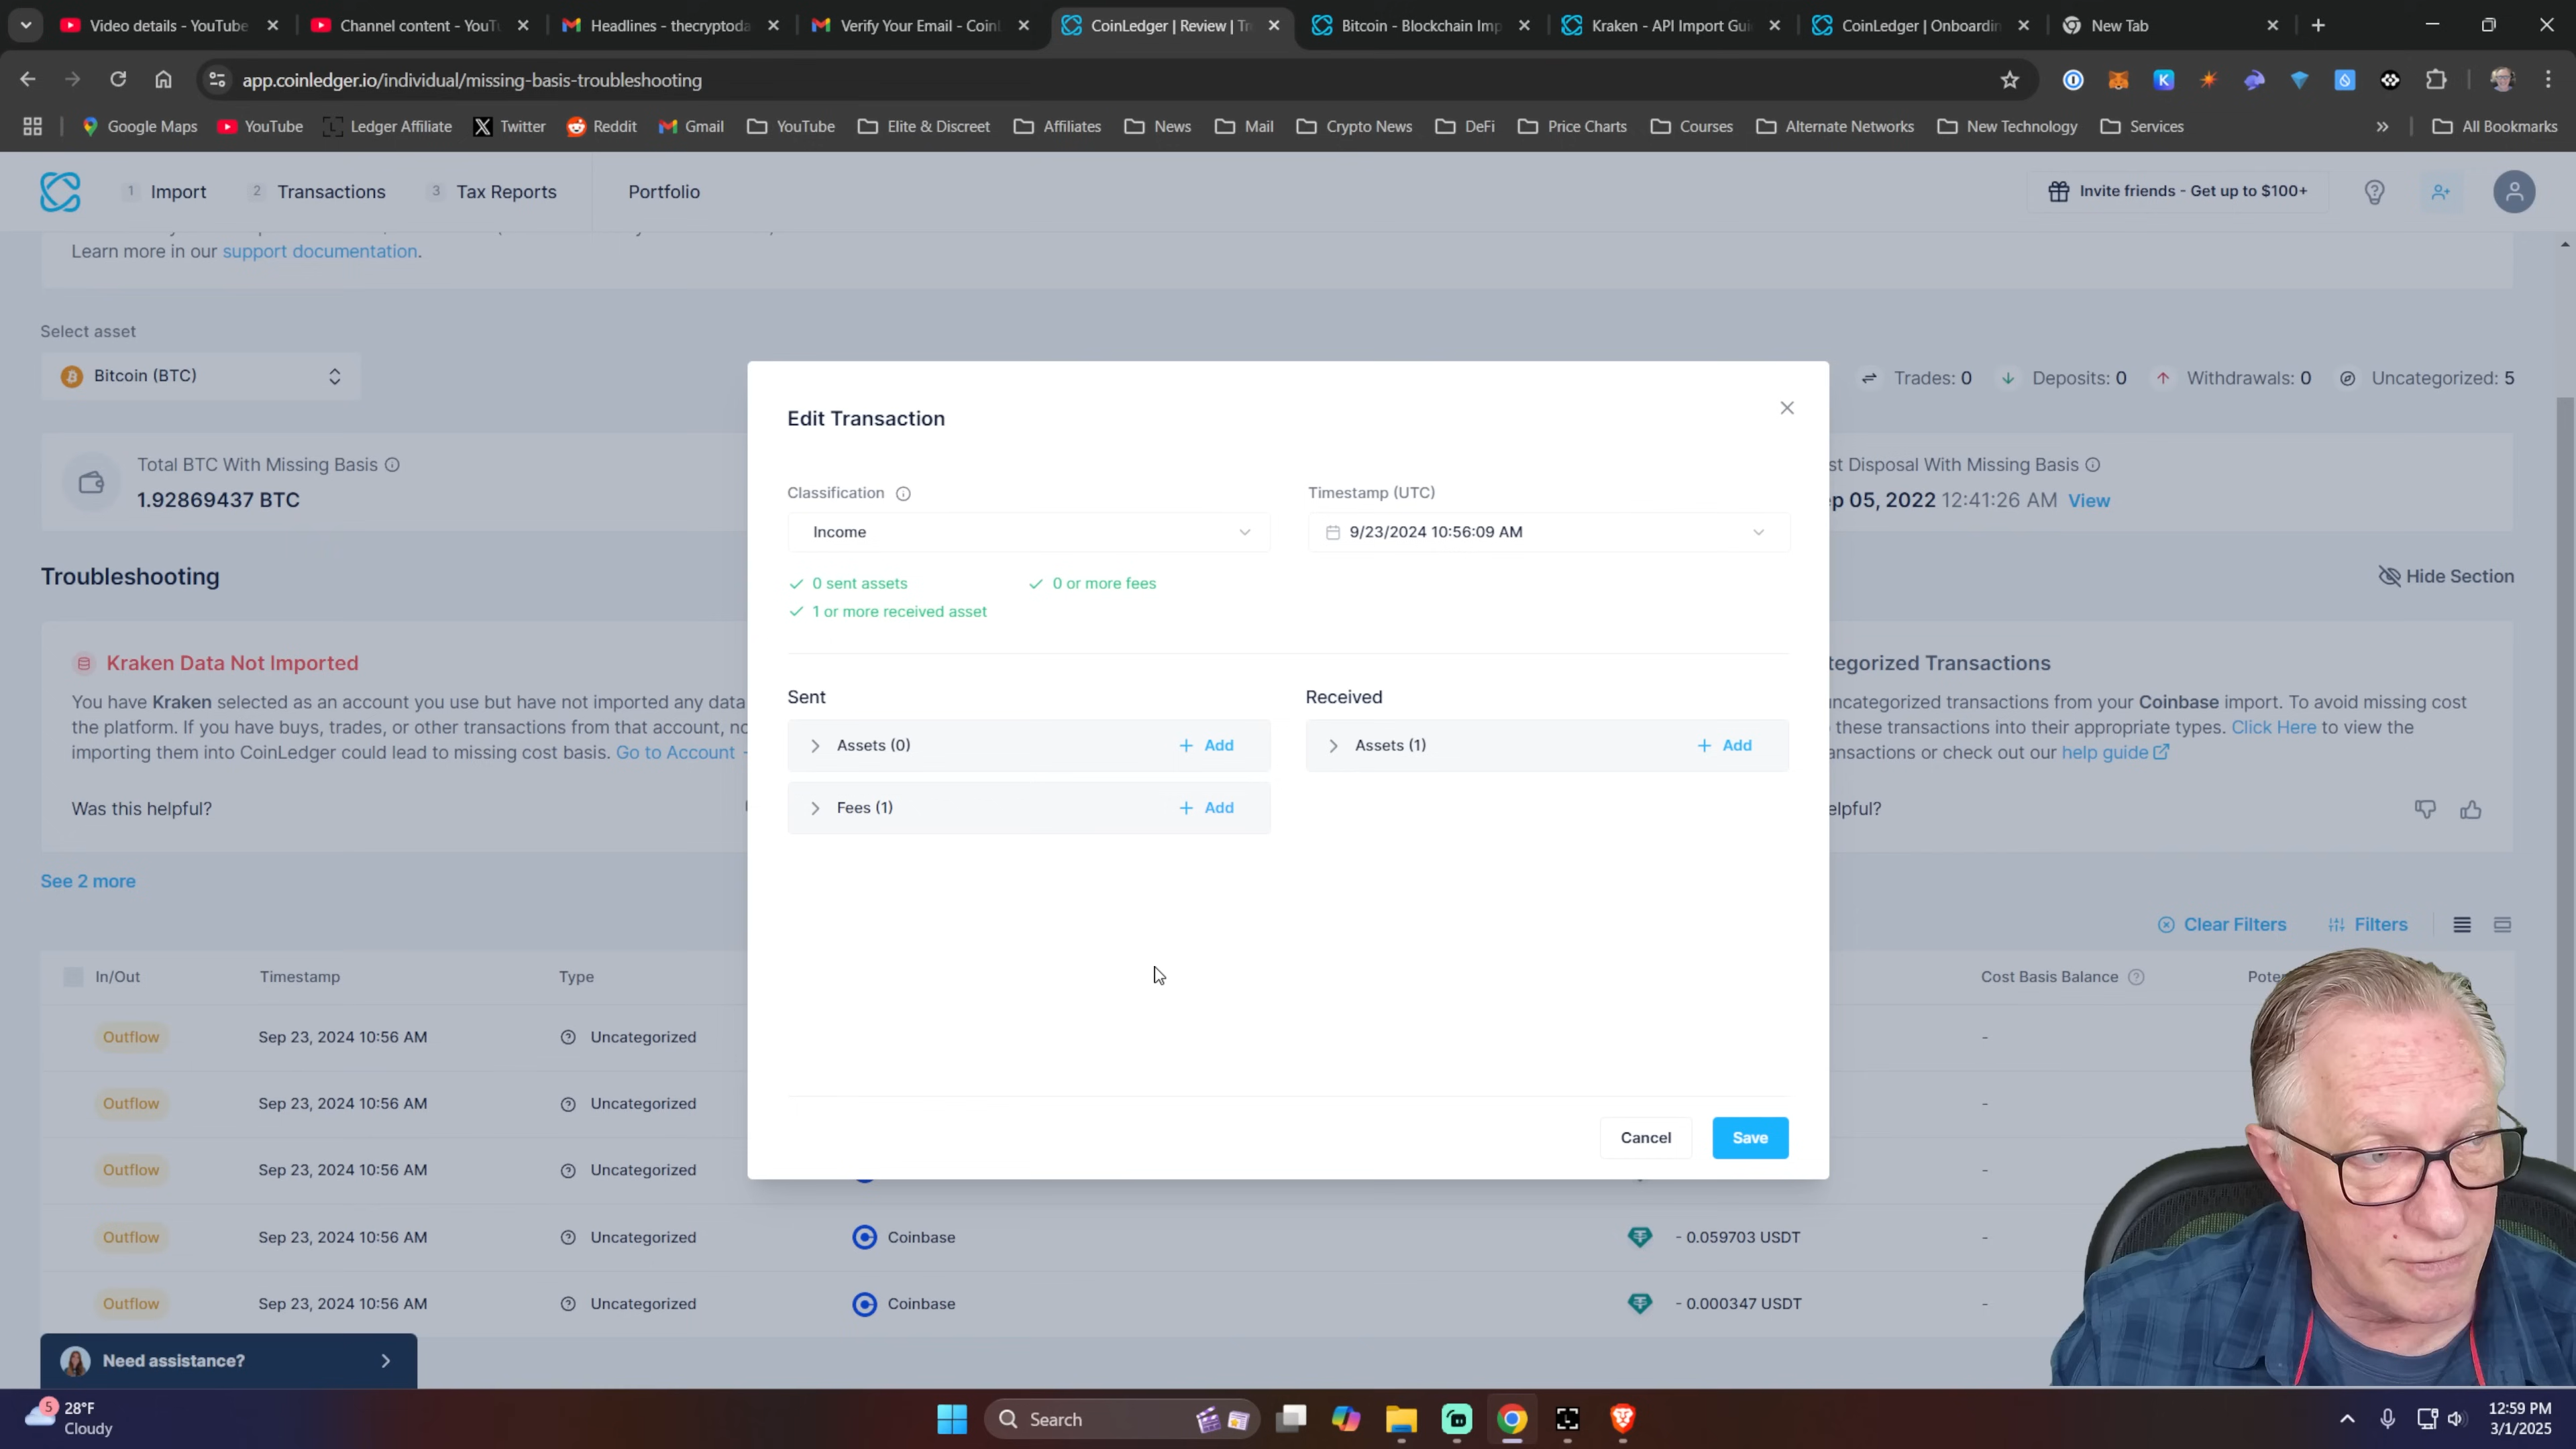 Video details - YouTube
Channel content - YouTu
Headlines - thecryptoda
Verify Your Email - Coinl
CoinLedger | Review | Tr
Bitcoin - Blockchain Imp
Kraken - API Import Gui
CoinLedger | Onboardin
New Tab
app.coinledger.io/individual/missing-basis-troubleshooting
Google Maps
YouTube
Ledger Affiliate
Twitter
Reddit
Gmail
YouTube
Elite & Discreet
Affiliates
News
Mail
Crypto News
DeFi
Price Charts
Courses
Alternate Networks
New Technology
Services
All Bookmarks
1 Import
2 Transactions
3 Tax Reports
Portfolio
Invite friends - Get up to $100+
Learn more in our support documentation.
Select asset
Bitcoin (BTC)
Trades: 0
Deposits: 0
Withdrawals: 0
Uncategorized: 5
Total BTC With Missing Basis
1.92869437 BTC
st Disposal With Missing Basis
ep 05, 2022 12:41:26 AM View
Troubleshooting
Hide Section
Kraken Data Not Imported
You have Kraken selected as an account you use but have not imported any data
the platform. If you have buys, trades, or other transactions from that account, no
importing them into CoinLedger could lead to missing cost basis. Go to Account
Was this helpful?
tegorized Transactions
uncategorized transactions from your Coinbase import. To avoid missing cost
these transactions into their appropriate types. Click Here to view the
ansactions or check out our help guide
elpful?
See 2 more
Clear Filters
Filters
Edit Transaction
Classification
Income
Timestamp (UTC)
9/23/2024 10:56:09 AM
0 sent assets
0 or more fees
1 or more received asset
Sent
Received
Assets (0) + Add
Assets (1) + Add
Fees (1) + Add
Cancel
Save
In/Out
Timestamp
Type
Cost Basis Balance
Poter
Outflow Sep 23, 2024 10:56 AM Uncategorized -
Outflow Sep 23, 2024 10:56 AM Uncategorized -
Outflow Sep 23, 2024 10:56 AM Uncategorized -
Outflow Sep 23, 2024 10:56 AM Uncategorized Coinbase - 0.059703 USDT -
Outflow Sep 23, 2024 10:56 AM Uncategorized Coinbase - 0.000347 USDT -
Need assistance?
5
28°F
Cloudy
Search
12:59 PM
3/1/2025